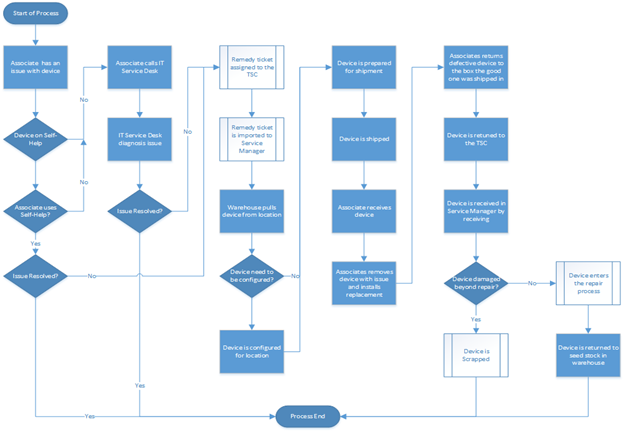 Start of Process
Associate has an
issue with device
No
Device on Self-
Help
No
Associate uses
Self-Help?
Yes
Issue Resolved?
No
Yes
Associate calls IT
Service Desk
IT Service Desk
diagnosis issue
No
Issue Resolved?
Yes
Remedy ticket
assigned to the
TSC
Remedy ticket
is imported to
Service
Manager
Warehouse pulls
device from location
Device need to
be configured?
No
Device is configured
for location
Device is prepared
for shipment
Device is shipped
Associate receives
device
Associates removes
device with issue
and installs
replacement
Associates returns
defective device to
the box the good
one was shipped in
Device is retuned to
the TSC
Device is received in
Service Manager by
receiving
Device damaged
beyond repair?
No
Yes
Device is
Scrapped
Device enters
the repair
process
Device is returned to
seed stock in
warehouse
Process End